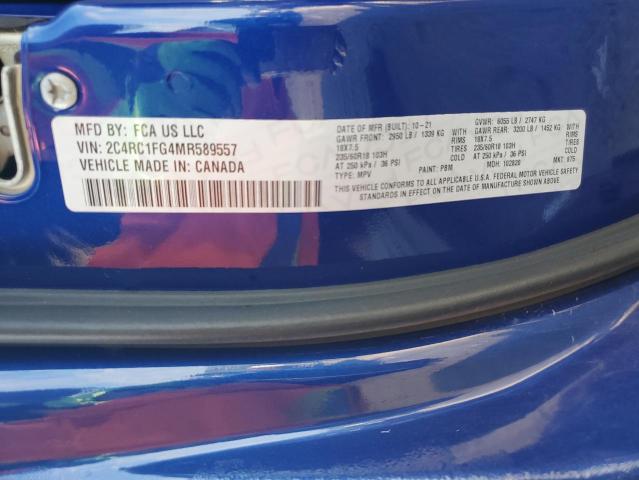 MFD BY: FCA US LLC
VIN: 2C4RC1FG4MR589557
VEHICLE MADE IN CANADA
DATE OF MFR (BUILT): 10-21 GVWR: 6055 LB / 2747 KG
GAWR FRONT: 2950 LB / 1339 KG GAWR REAR: 3200 LB / 1452 KG
18X7.5 RIMS 18X7.5 RIMS
235/60R18 103H TIRES 235/60R18 103H TIRES
AT 250 kPa / 36 PSI COLD AT 250 kPa / 36 PSI COLD
TYPE: MPV PAINT: PBM MDH: 102820 MKT: 975
THIS VEHICLE CONFORMS TO ALL APPLICABLE U.S.A. FEDERAL MOTOR VEHICLE SAFETY
STANDARDS IN EFFECT ON THE DATE OF MANUFACTURE SHOWN ABOVE.